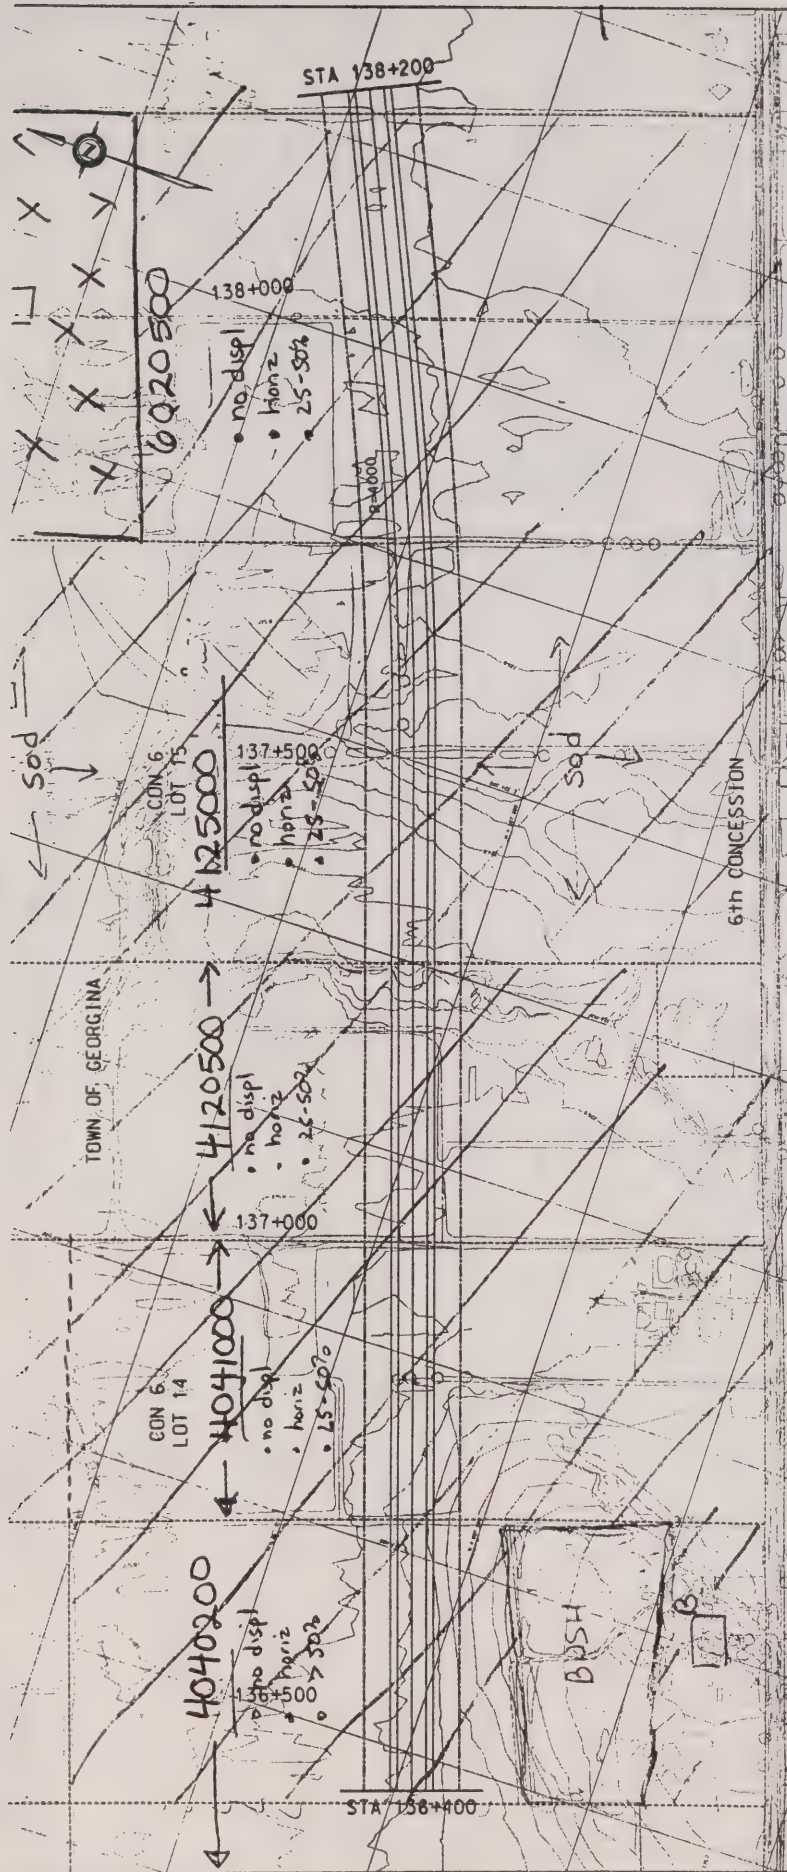 STA 138+200
6020500
138+000
• no displ
• horiz
• 25-50%
R=4000
← Sod →
CON 6
LOT 15
4125000
137+500
• no displ
• horiz
• 25-50%
Sod
6th CONCESSION
TOWN OF GEORGINA
4120500
• no displ
• horiz
• 25-50%
137+000
CON 6
LOT 14
4041000
• no displ
• horiz
• 25-50%
4040200
• no displ
• horiz
• >50%
136+500
BUSH
B
STA 136+400